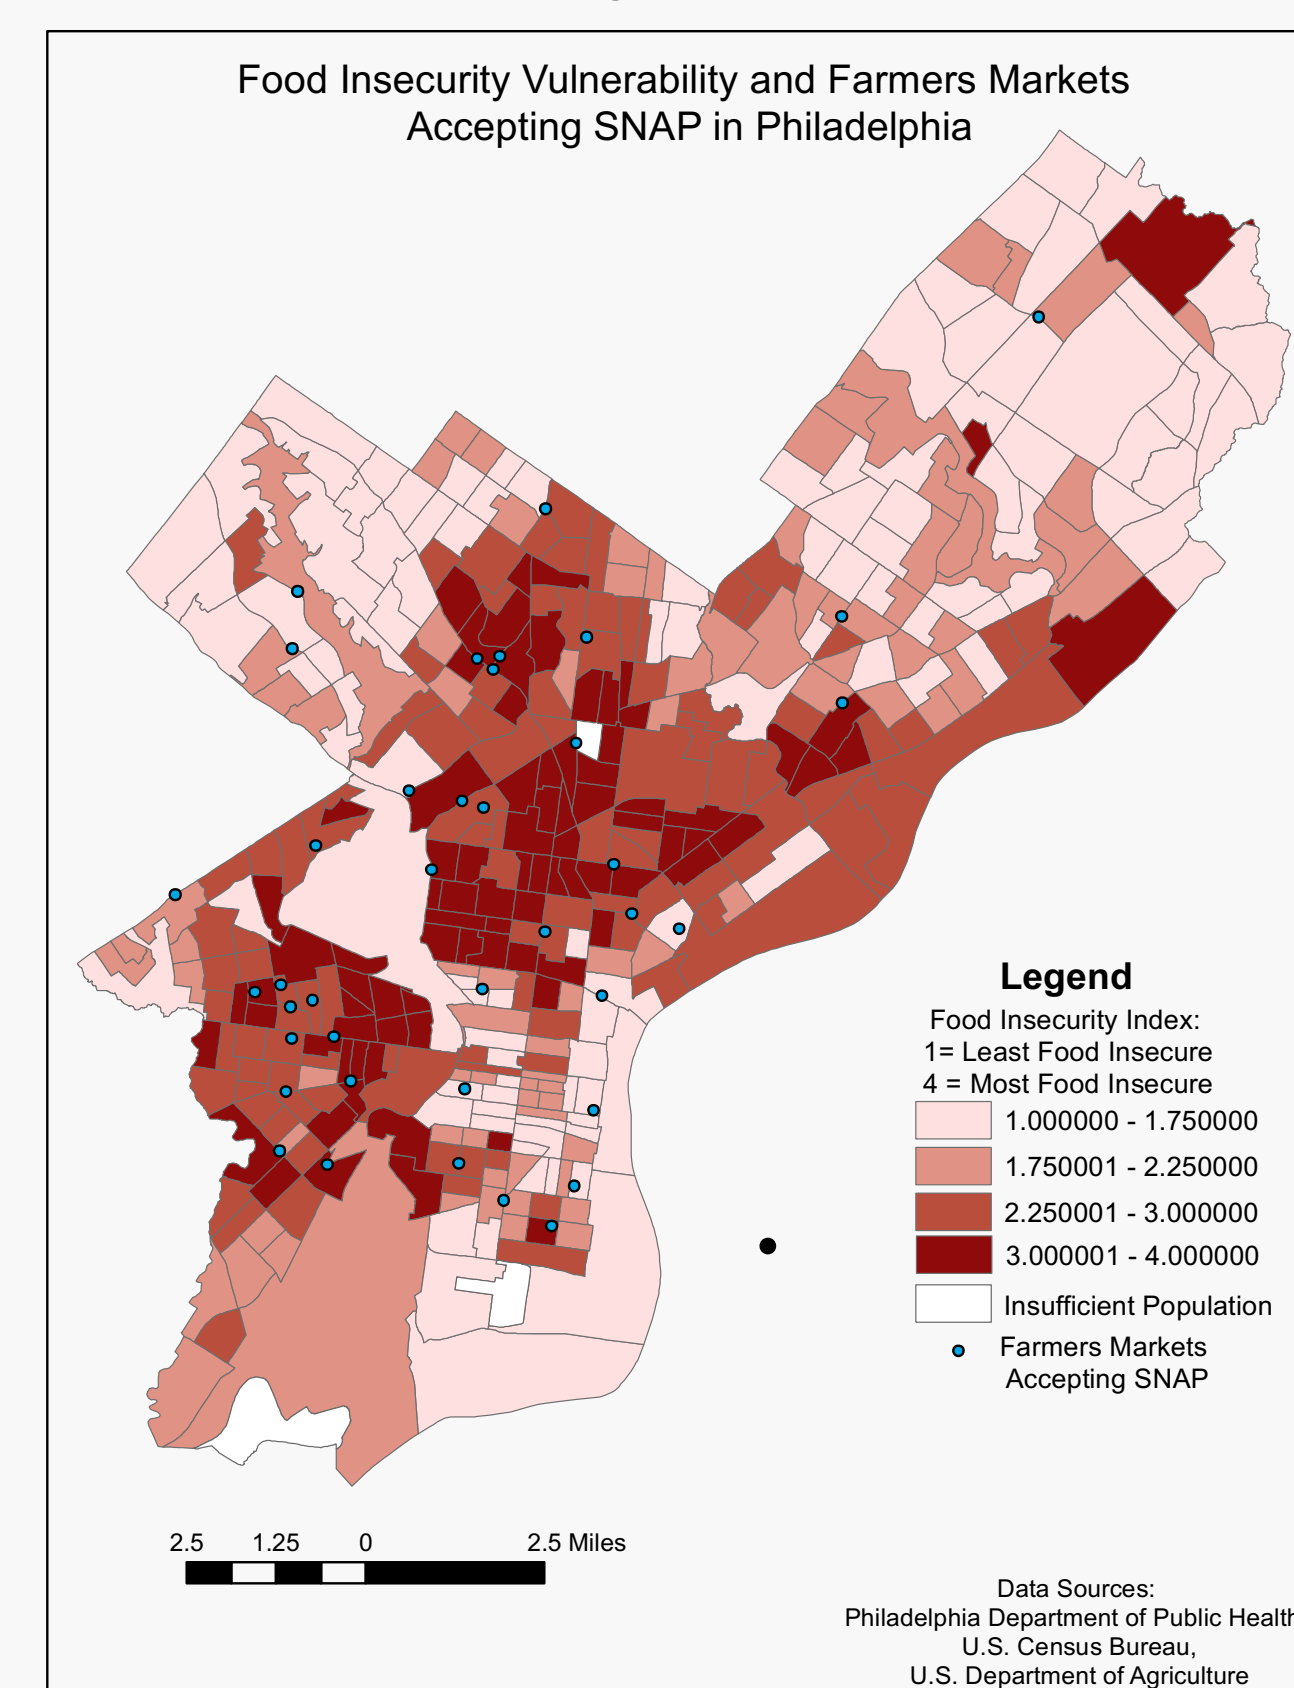 Food Insecurity Vulnerability and Farmers Markets
Accepting SNAP in Philadelphia
Legend
Food Insecurity Index:
1= Least Food Insecure
4 = Most Food Insecure
1.000000 - 1.750000
1.750001 - 2.250000
2.250001 - 3.000000
3.000001 - 4.000000
Insufficient Population
Farmers Markets
Accepting SNAP
2.5 1.25 0 2.5 Miles
Data Sources:
Philadelphia Department of Public Health
U.S. Census Bureau,
U.S. Department of Agriculture